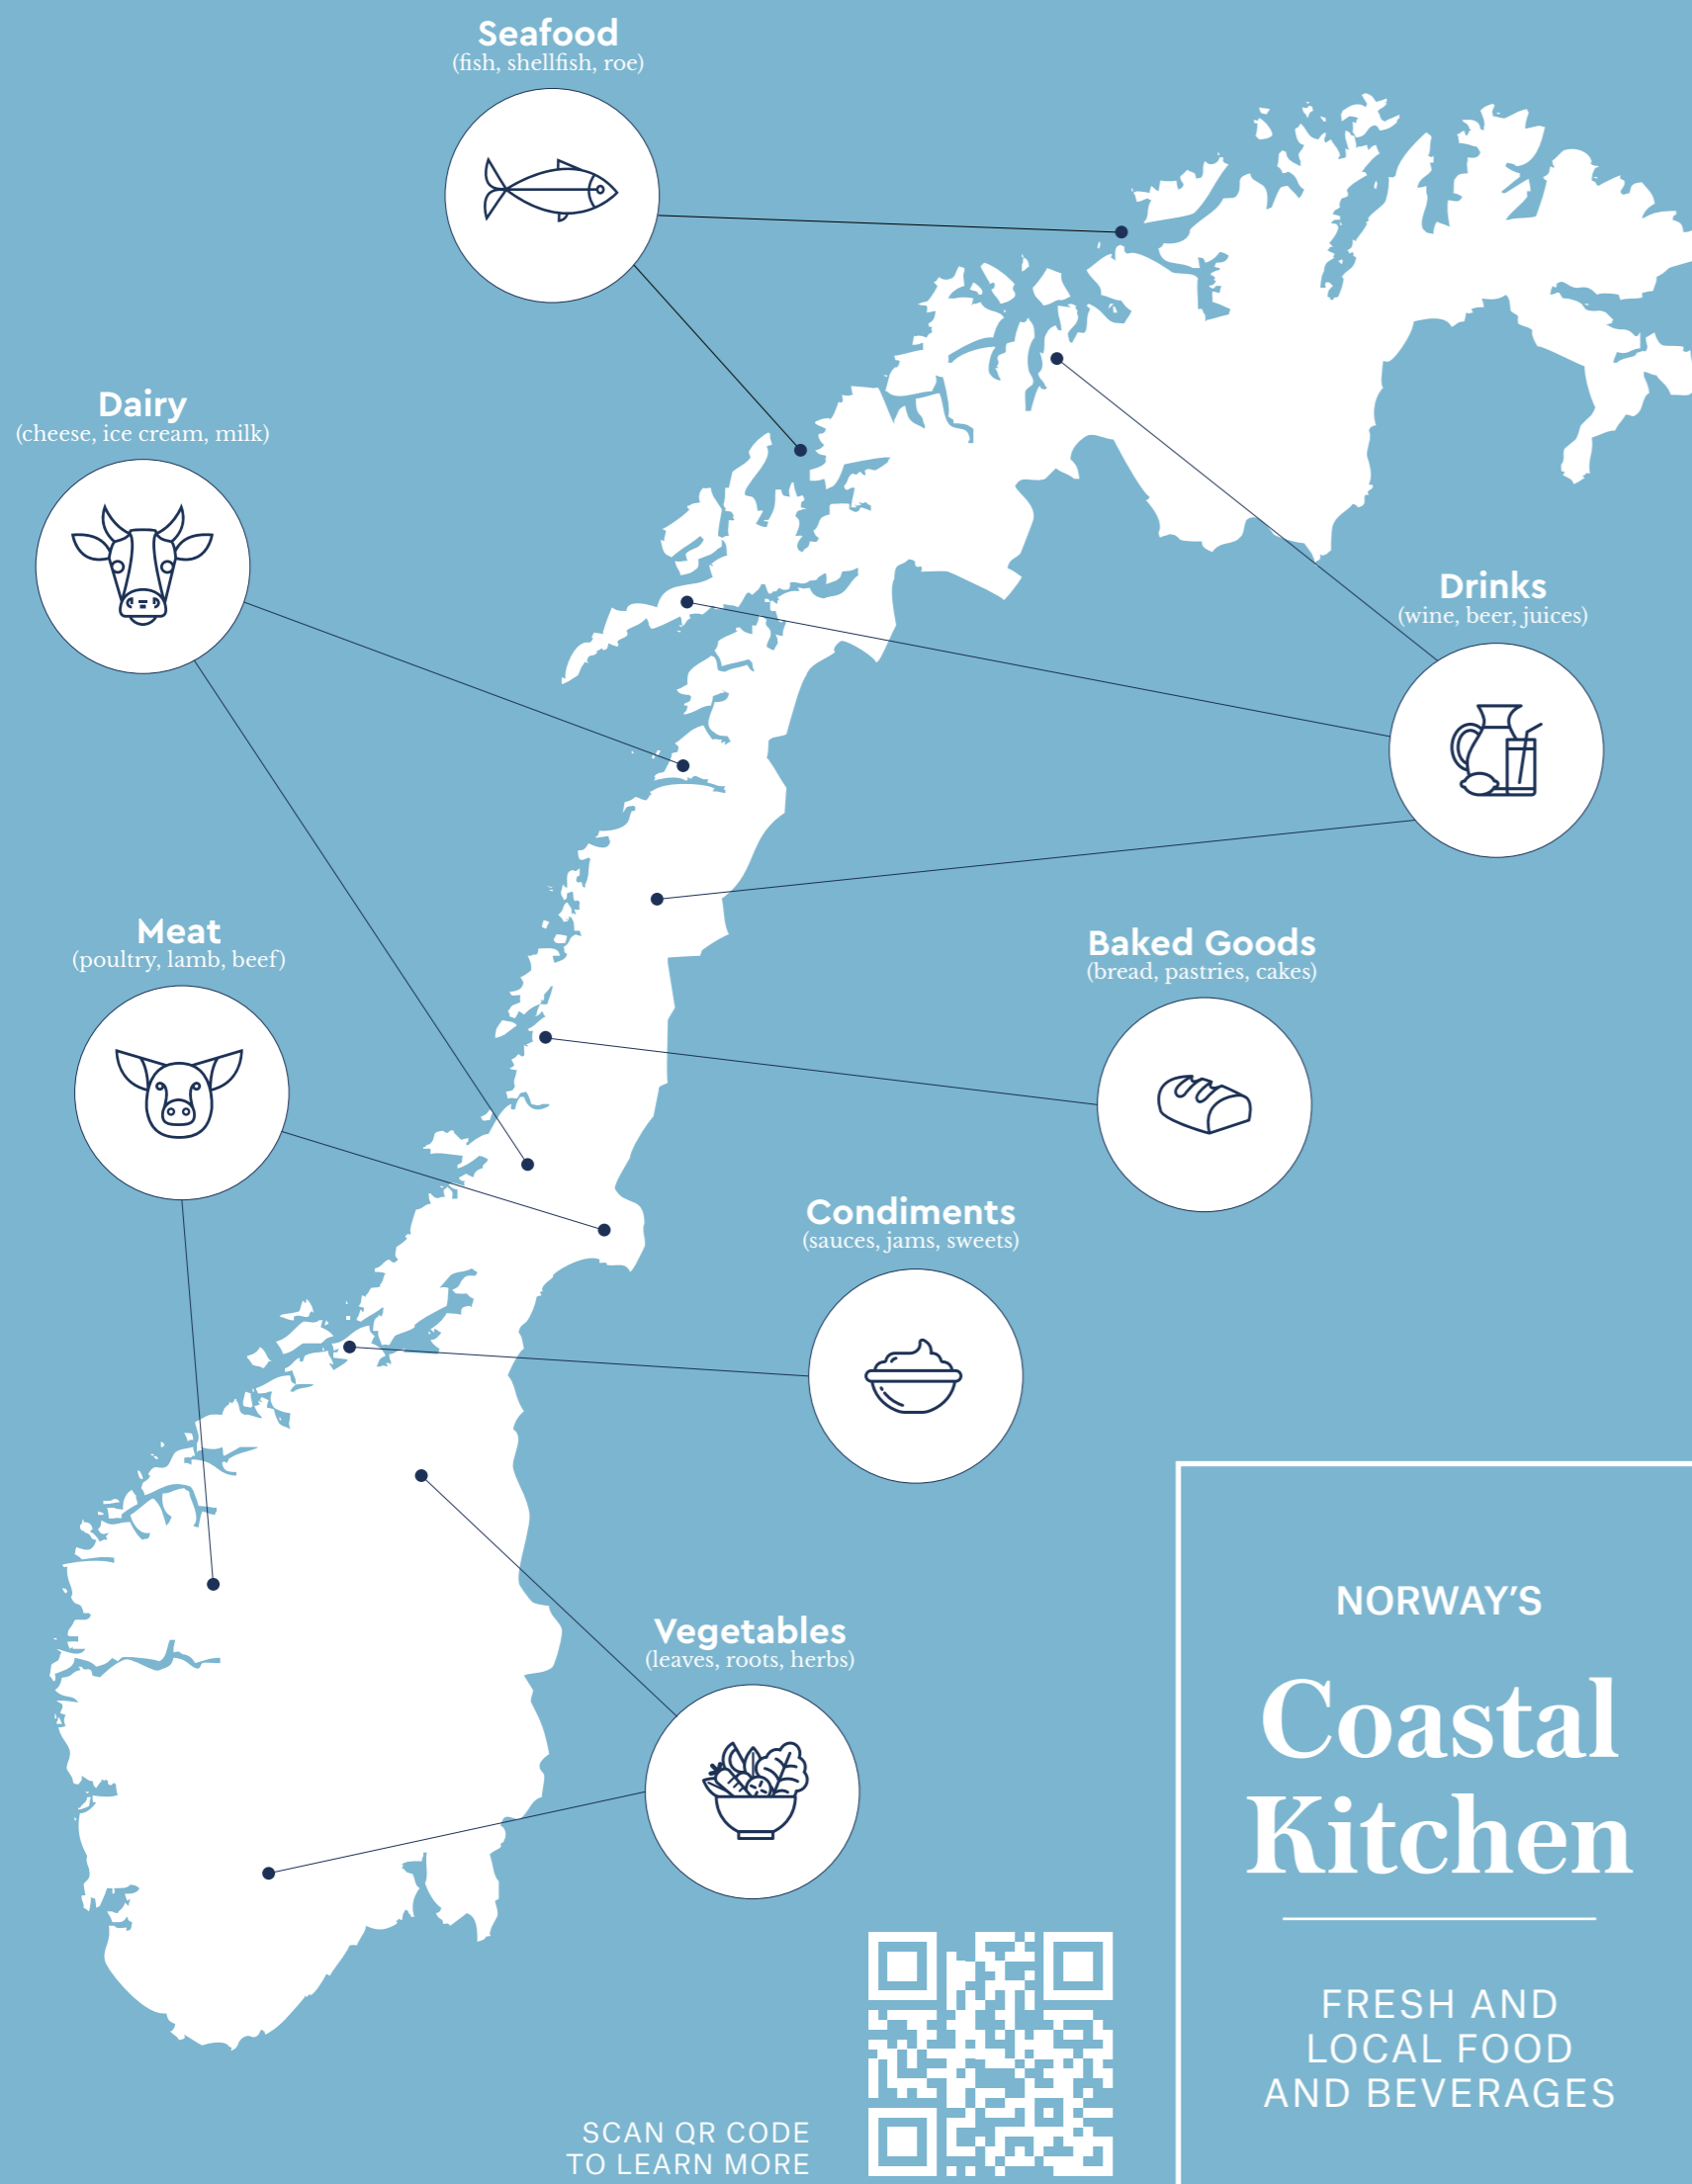 Seafood
(fish, shellfish, roe)
Dairy
(cheese, ice cream, milk)
Drinks
(wine, beer, juices)
Meat
(poultry, lamb, beef)
Baked Goods
(bread, pastries, cakes)
Condiments
(sauces, jams, sweets)
Vegetables
(leaves, roots, herbs)
NORWAY'S
Coastal
Kitchen
FRESH AND
LOCAL FOOD
AND BEVERAGES
SCAN QR CODE
TO LEARN MORE